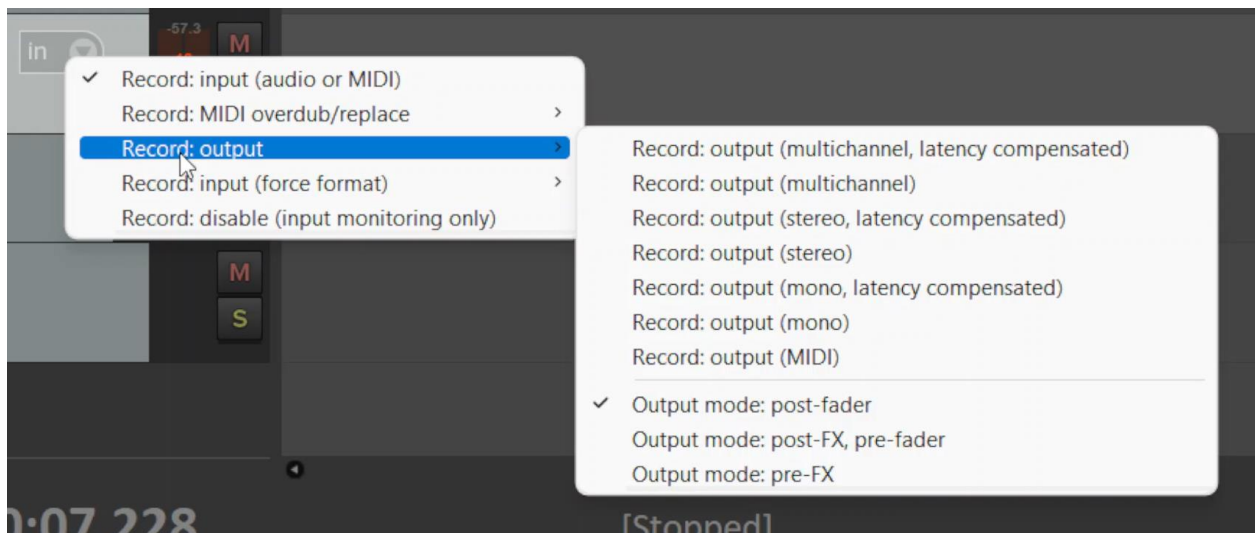 -57.3
in
M
Record: input (audio or MIDI)
Record: MIDI overdub/replace
Record: output
Record: input (force format)
Record: disable (input monitoring only)
Record: output (multichannel, latency compensated)
Record: output (multichannel)
Record: output (stereo, latency compensated)
Record: output (stereo)
Record: output (mono, latency compensated)
Record: output (mono)
Record: output (MIDI)
Output mode: post-fader
Output mode: post-FX, pre-fader
Output mode: pre-FX
M
S
0:07.228
[Stopped]